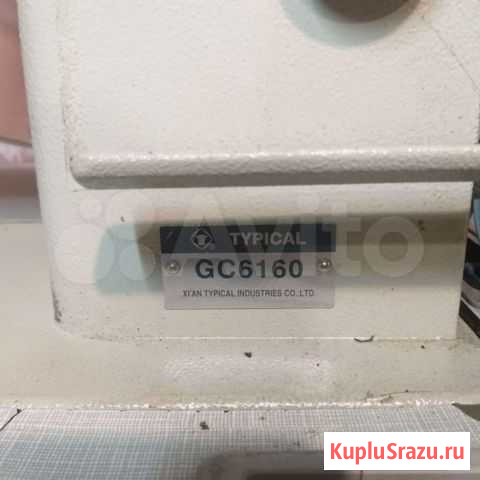 TYPICAL
GC6160
XI'AN TYPICAL INDUSTRIES CO.,LTD.
Avito
KupluSrazu.ru